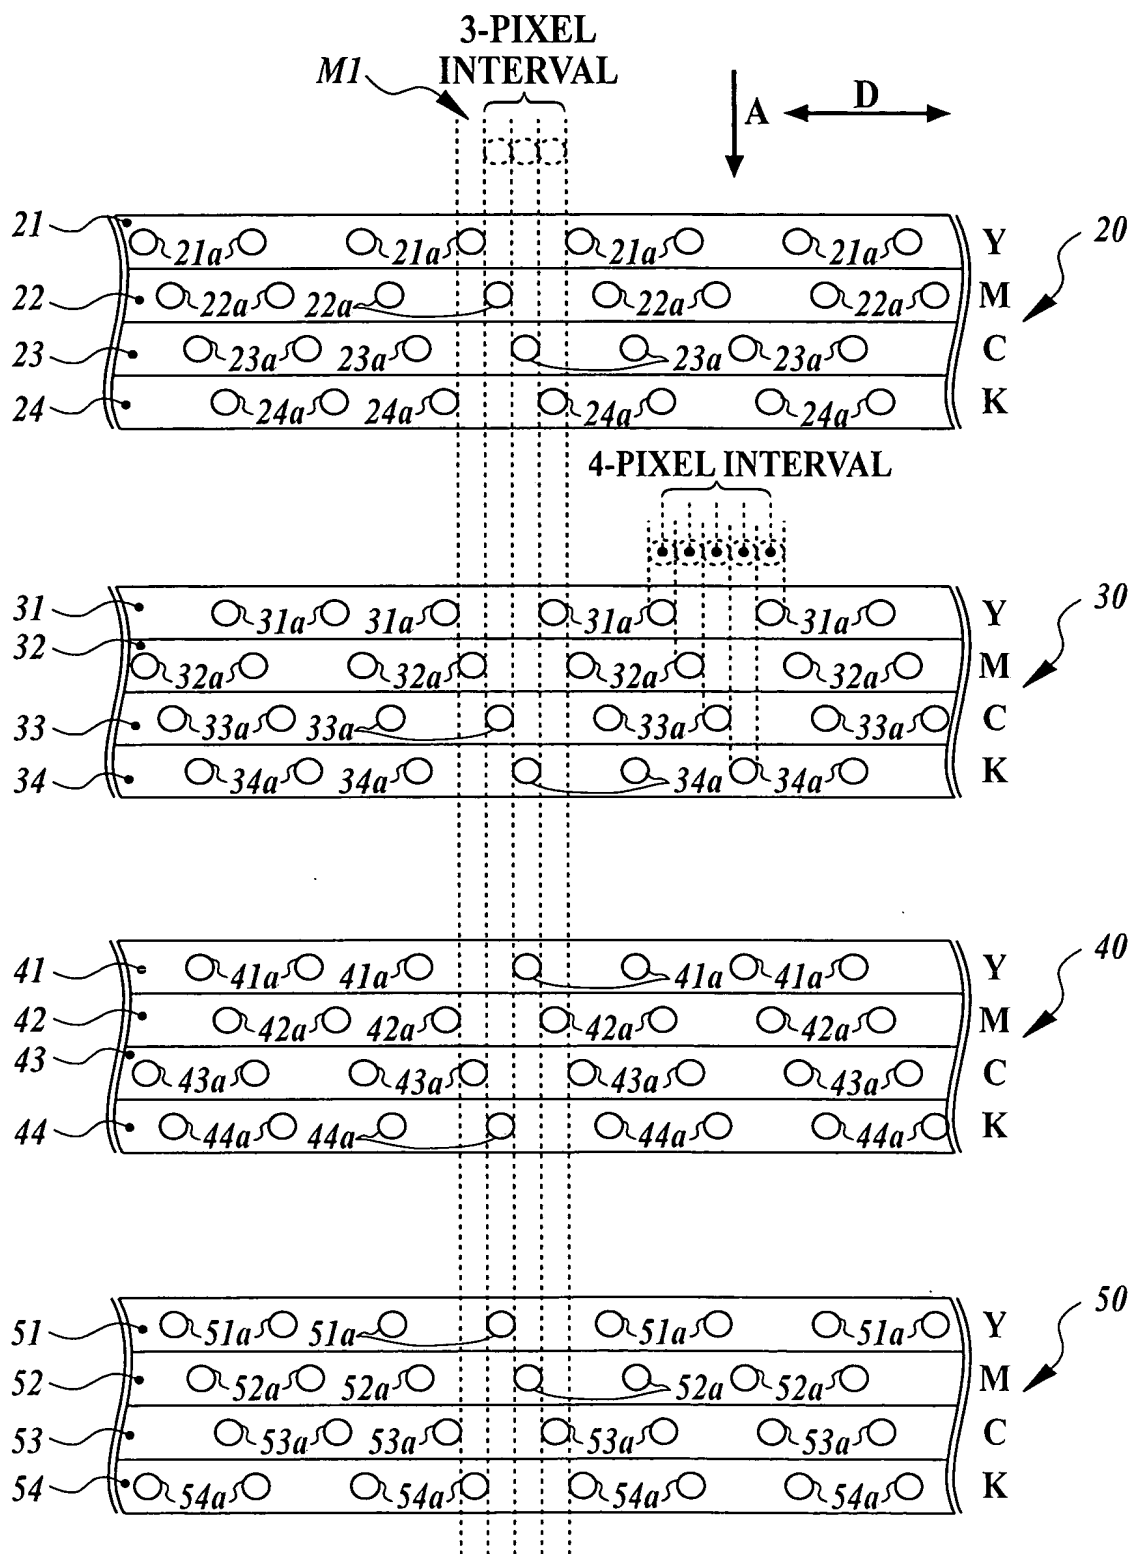 3-PIXEL
INTERVAL
M1
A
D
21
21a 21a 21a 21a
Y
20
22
22a 22a 22a 22a
M
23
23a 23a 23a 23a
C
24
24a 24a 24a 24a
K
4-PIXEL INTERVAL
31
31a 31a 31a 31a
Y
30
32
32a 32a 32a 32a
M
33
33a 33a 33a 33a
C
34
34a 34a 34a 34a
K
41
41a 41a 41a 41a
Y
40
42
42a 42a 42a 42a
M
43
43a 43a 43a 43a
C
44
44a 44a 44a 44a
K
51
51a 51a 51a 51a
Y
50
52
52a 52a 52a 52a
M
53
53a 53a 53a 53a
C
54
54a 54a 54a 54a
K